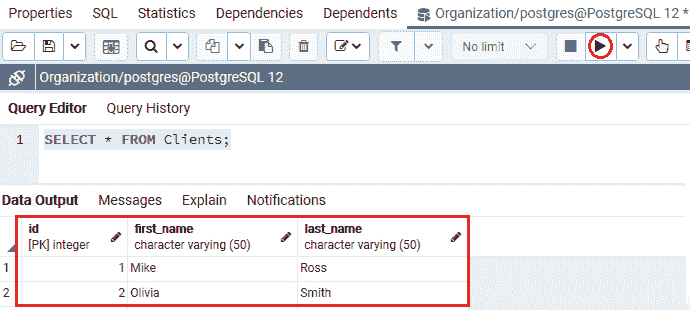 Properties SQL Statistics Dependencies Dependents Organization/postgres@PostgreSQL 12 *
No limit
Organization/postgres@PostgreSQL 12
Query Editor Query History
1 SELECT * FROM Clients;
Data Output Messages Explain Notifications
id first_name last_name
[PK] integer character varying (50) character varying (50)
1 1 Mike Ross
2 2 Olivia Smith